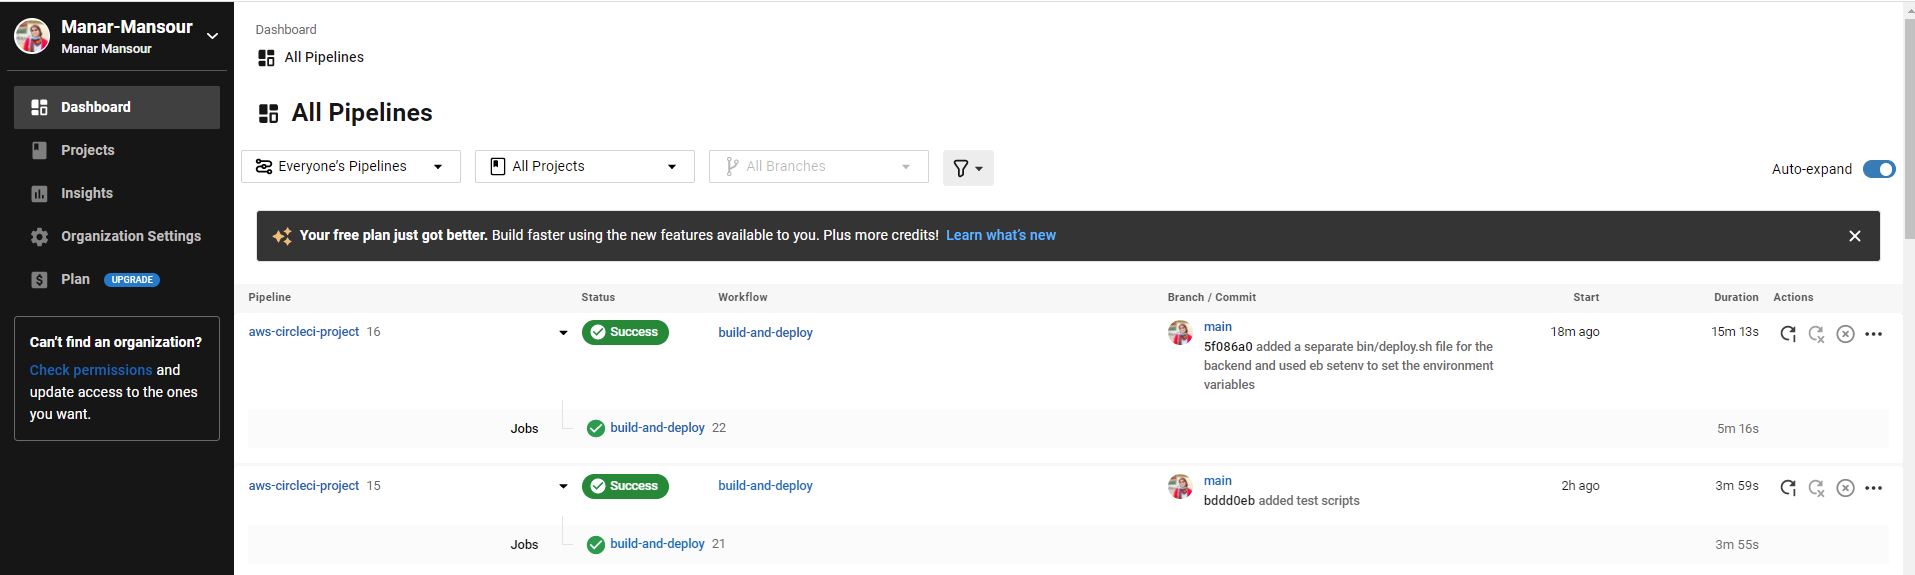 Manar-Mansour
Manar Mansour
Dashboard
Projects
Insights
Organization Settings
Plan UPGRADE
Can't find an organization?
Check permissions and
update access to the ones
you want.
Dashboard
All Pipelines
All Pipelines
Everyone's Pipelines All Projects All Branches
Auto-expand
Your free plan just got better. Build faster using the new features available to you. Plus more credits! Learn what's new
Pipeline Status Workflow Branch / Commit Start Duration Actions
aws-circleci-project 16 Success build-and-deploy main 18m ago 15m 13s
5f086a0 added a separate bin/deploy.sh file for the
backend and used eb setenv to set the environment
variables
Jobs build-and-deploy 22 5m 16s
aws-circleci-project 15 Success build-and-deploy main 2h ago 3m 59s
bddd0eb added test scripts
Jobs build-and-deploy 21 3m 55s